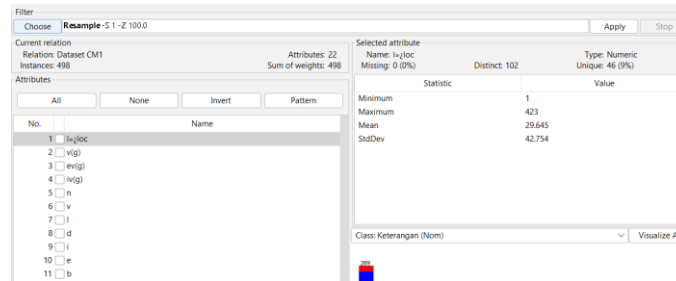 Filter
Choose Resample -S 1 -Z 100.0 Apply Stop
Current relation
Relation: Dataset CM1 Attributes: 22
Instances: 498 Sum of weights: 498
Selected attribute
Name: ï»¿loc Type: Numeric
Missing: 0 (0%) Distinct: 102 Unique: 46 (9%)
Attributes
All None Invert Pattern
No. Name
1 ï»¿loc
2 v(g)
3 ev(g)
4 iv(g)
5 n
6 v
7 l
8 d
9 i
10 e
11 b
Statistic Value
Minimum 1
Maximum 423
Mean 29.645
StdDev 42.754
Class: Keterangan (Nom) Visualize A